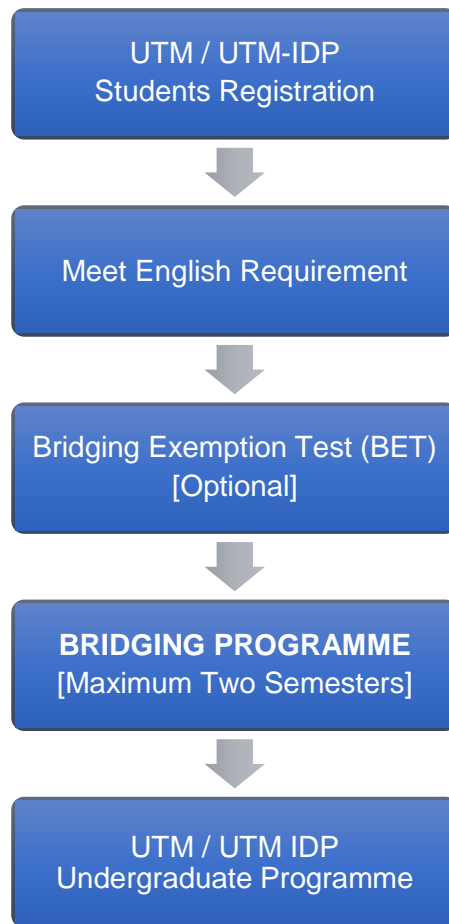 UTM / UTM-IDP
Students Registration
Meet English Requirement
Bridging Exemption Test (BET)
[Optional]
BRIDGING PROGRAMME
[Maximum Two Semesters]
UTM / UTM IDP
Undergraduate Programme